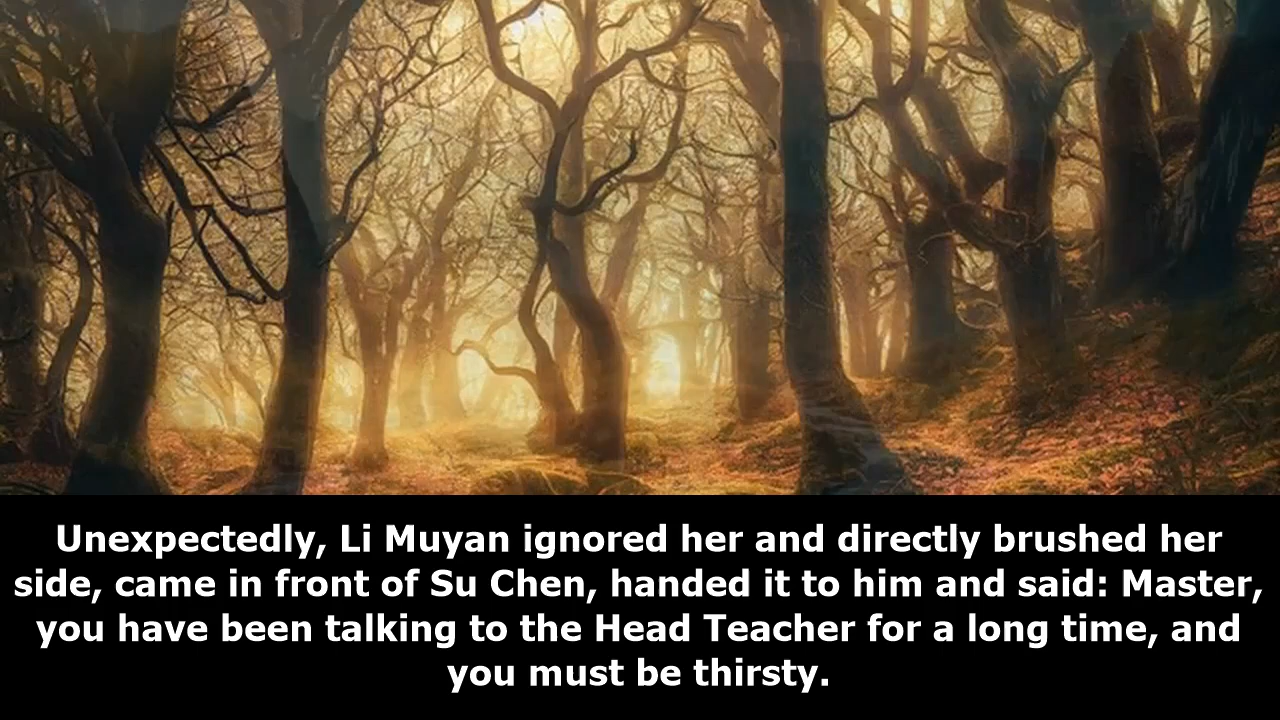 Unexpectedly, Li Muyan ignored her and directly brushed her
side, came in front of Su Chen, handed it to him and said: Master,
you have been talking to the Head Teacher for a long time, and
you must be thirsty.